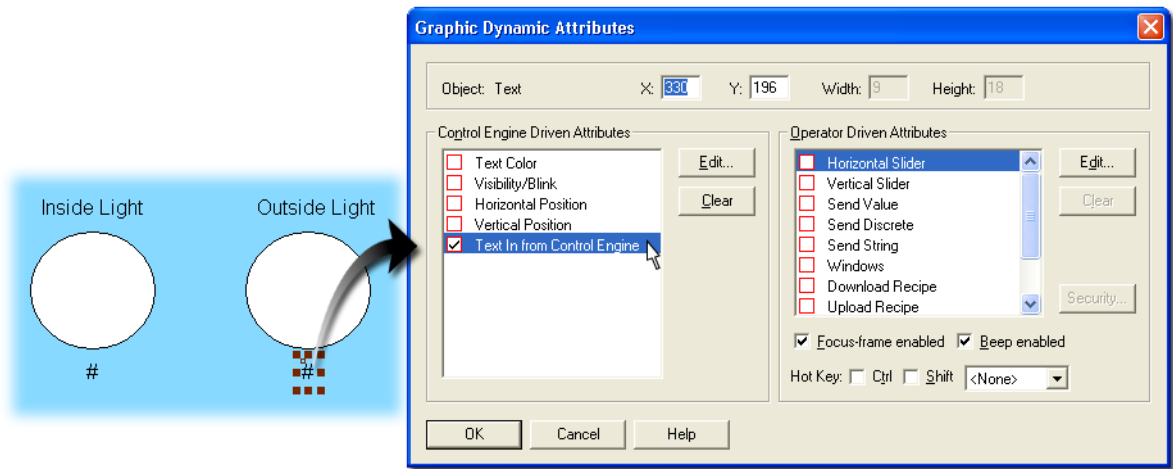 Graphic Dynamic Attributes
Object: Text X: 330 Y: 196 Width: 9 Height: 18
Control Engine Driven Attributes
Text Color
Visibility/Blink
Horizontal Position
Vertical Position
Text In from Control Engine
Edit...
Clear
Operator Driven Attributes
Horizontal Slider
Vertical Slider
Send Value
Send Discrete
Send String
Windows
Download Recipe
Upload Recipe
Edit...
Clear
Security...
Focus-frame enabled Beep enabled
Hot Key: Ctrl Shift <None>
OK Cancel Help
Inside Light Outside Light
# #